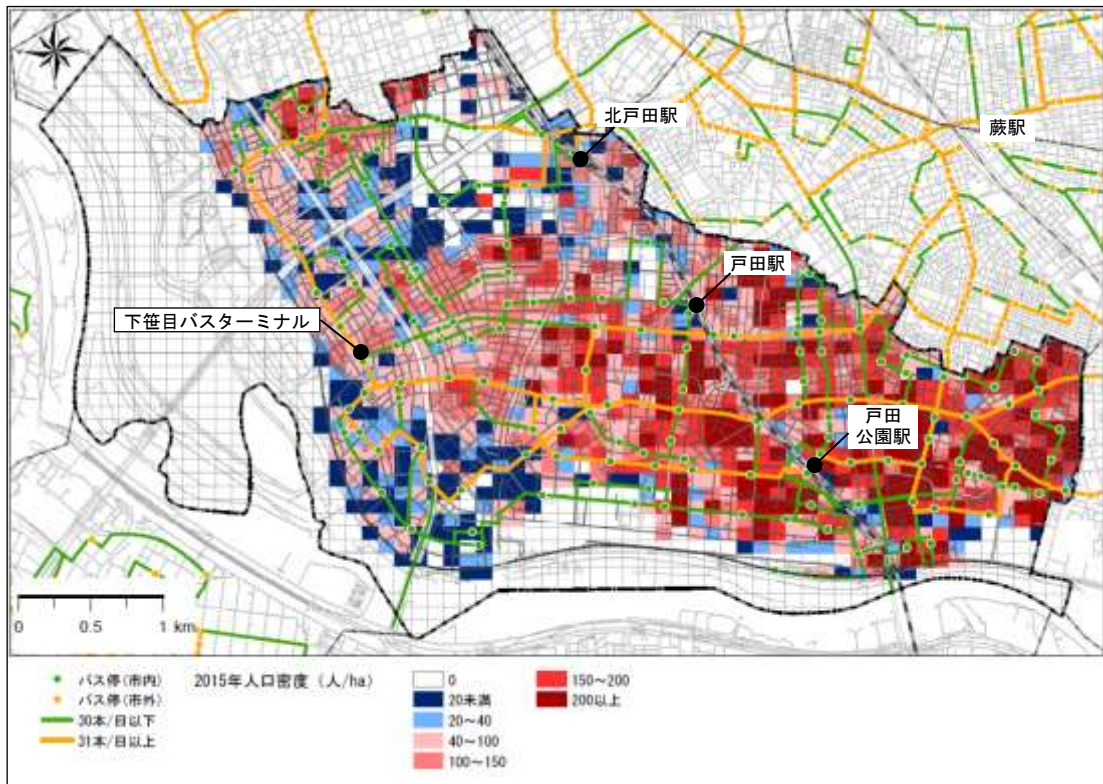 北戸田駅
蕨駅
戸田駅
下笹目バスターミナル
戸田
公園駅
0 0.5 1 km
バス停(市内)
バス停(市外)
30本/日以下
31本/日以上
2015年人口密度（人/ha）
0
20未満
20～40
40～100
100～150
150～200
200以上